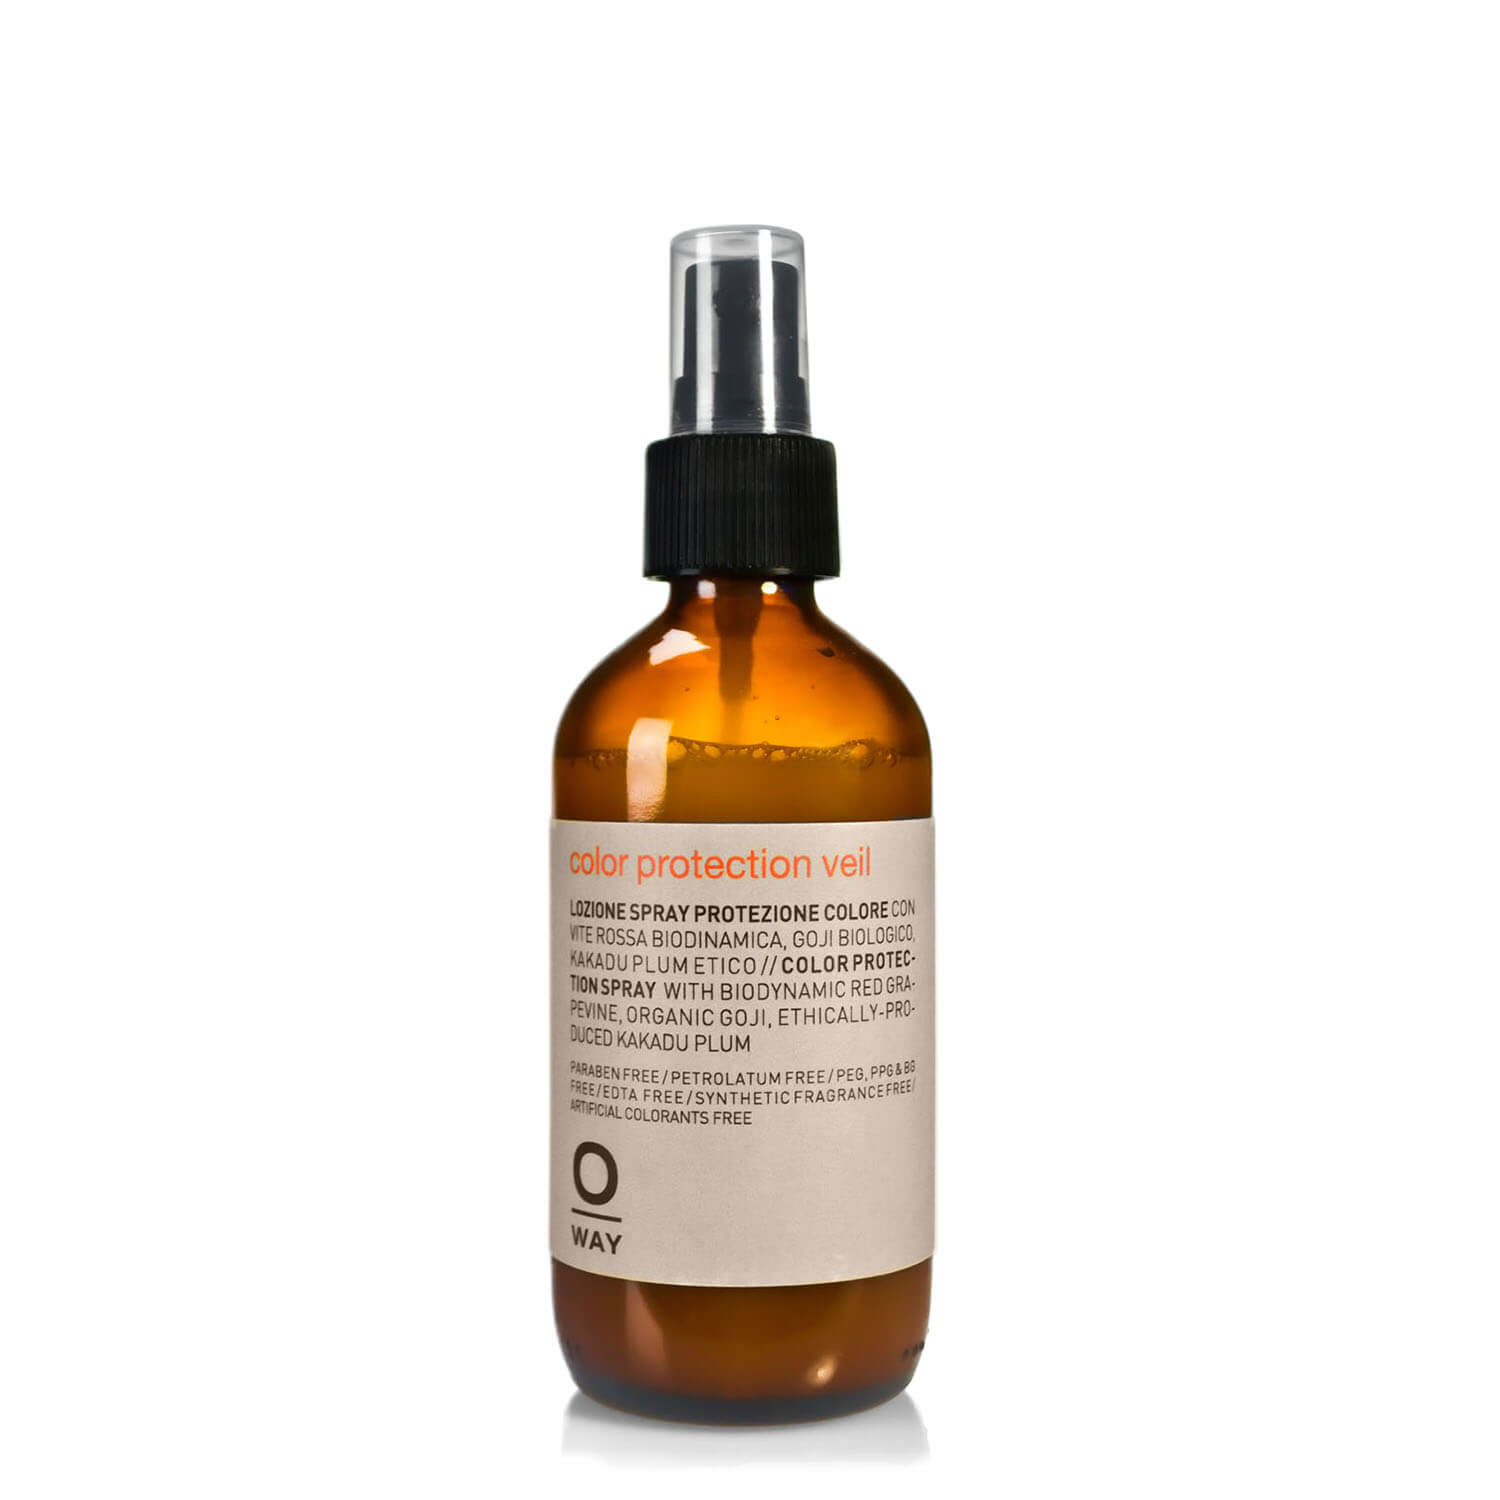 color protection veil
LOZIONE SPRAY PROTEZIONE COLORE CON
VITE ROSSA BIODINAMICA, GOJI BIOLOGICO,
KAKADU PLUM ETICO // COLOR PROTEC-
TION SPRAY WITH BIODYNAMIC RED GRA-
PEVINE, ORGANIC GOJI, ETHICALLY-PRO-
DUCED KAKADU PLUM
PARABEN FREE / PETROLATUM FREE / PEG, PPG & BG
FREE / EDTA FREE / SYNTHETIC FRAGRANCE FREE /
ARTIFICIAL COLORANTS FREE
O
WAY